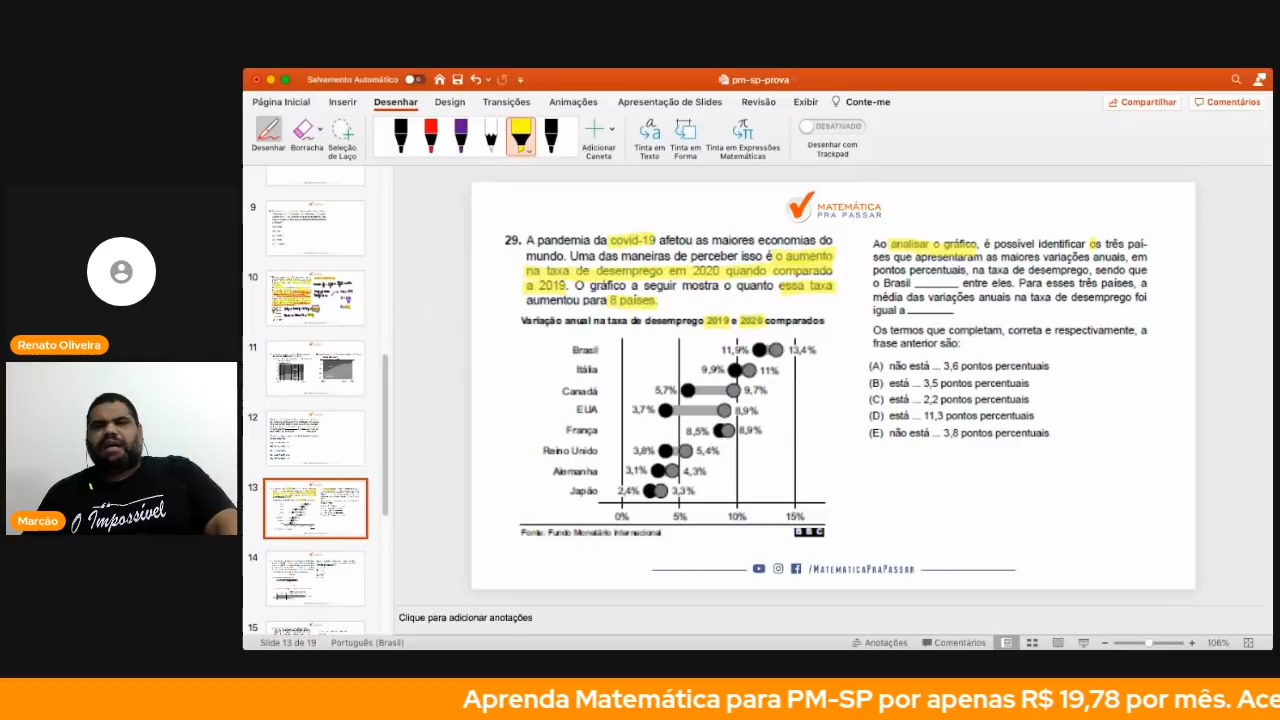 Salvamento Automático
pm-sp-prova
Página Inicial Inserir Desenhar Design Transições Animações Apresentação de Slides Revisão Exibir Conte-me
Compartilhar Comentários
Desenhar
Borracha
Seleção
de Laço
Adicionar
Caneta
Tinta em
Texto
Tinta em
Forma
Tinta em Expressões
Matemáticas
DESATIVADO
Desenhar com
Trackpad
9
10
11
12
13
14
15
MATEMÁTICA
PRA PASSAR
29. A pandemia da covid-19 afetou as maiores economias do
mundo. Uma das maneiras de perceber isso é o aumento
na taxa de desemprego em 2020 quando comparado
a 2019. O gráfico a seguir mostra o quanto essa taxa
aumentou para 8 países.
Variação anual na taxa de desemprego 2019 e 2020 comparados
Brasil 11,9% 13,4%
Itália 9,9% 11%
Canadá 5,7% 9,7%
EUA 3,7% 8,9%
França 8,5% 8,9%
Reino Unido 3,8% 5,4%
Alemanha 3,1% 4,3%
Japão 2,4% 3,3%
0% 5% 10% 15%
Fonte: Fundo Monetário Internacional
BBC
Ao analisar o gráfico, é possível identificar os três paí-
ses que apresentaram as maiores variações anuais, em
pontos percentuais, na taxa de desemprego, sendo que
o Brasil _______ entre eles. Para esses três países, a
média das variações anuais na taxa de desemprego foi
igual a ________.
Os termos que completam, correta e respectivamente, a
frase anterior são:
(A) não está ... 3,6 pontos percentuais
(B) está ... 3,5 pontos percentuais
(C) está ... 2,2 pontos percentuais
(D) está ... 11,3 pontos percentuais
(E) não está ... 3,8 pontos percentuais
/MATEMATICAPRAPASSAR
Clique para adicionar anotações
Slide 13 de 19 Português (Brasil)
Anotações Comentários 106%
Renato Oliveira
O Impossível
Marcão
Aprenda Matemática para PM-SP por apenas R$ 19,78 por mês. Ace